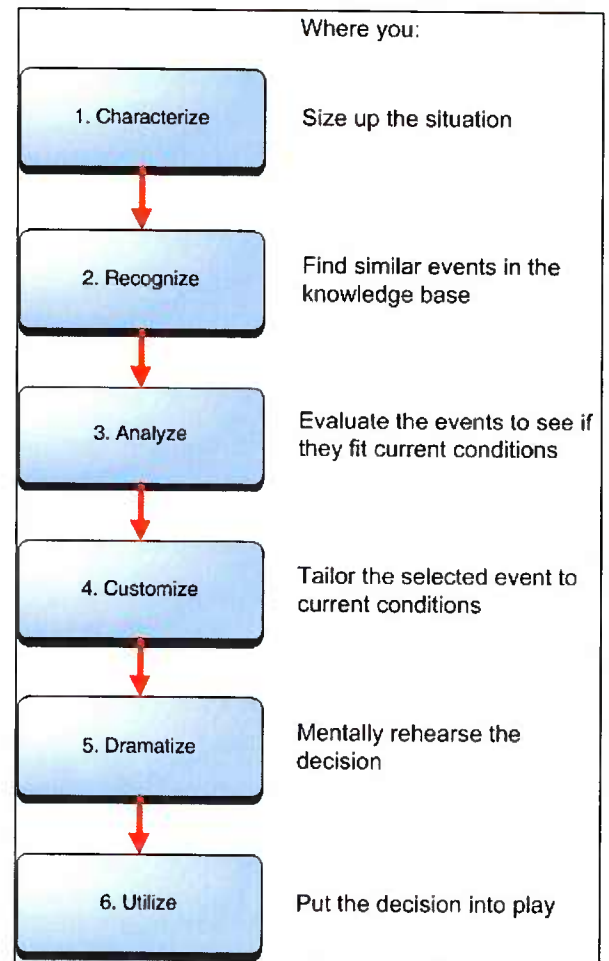 Where you:
1. Characterize
Size up the situation
2. Recognize
Find similar events in the
knowledge base
3. Analyze
Evaluate the events to see if
they fit current conditions
4. Customize
Tailor the selected event to
current conditions
5. Dramatize
Mentally rehearse the
decision
6. Utilize
Put the decision into play